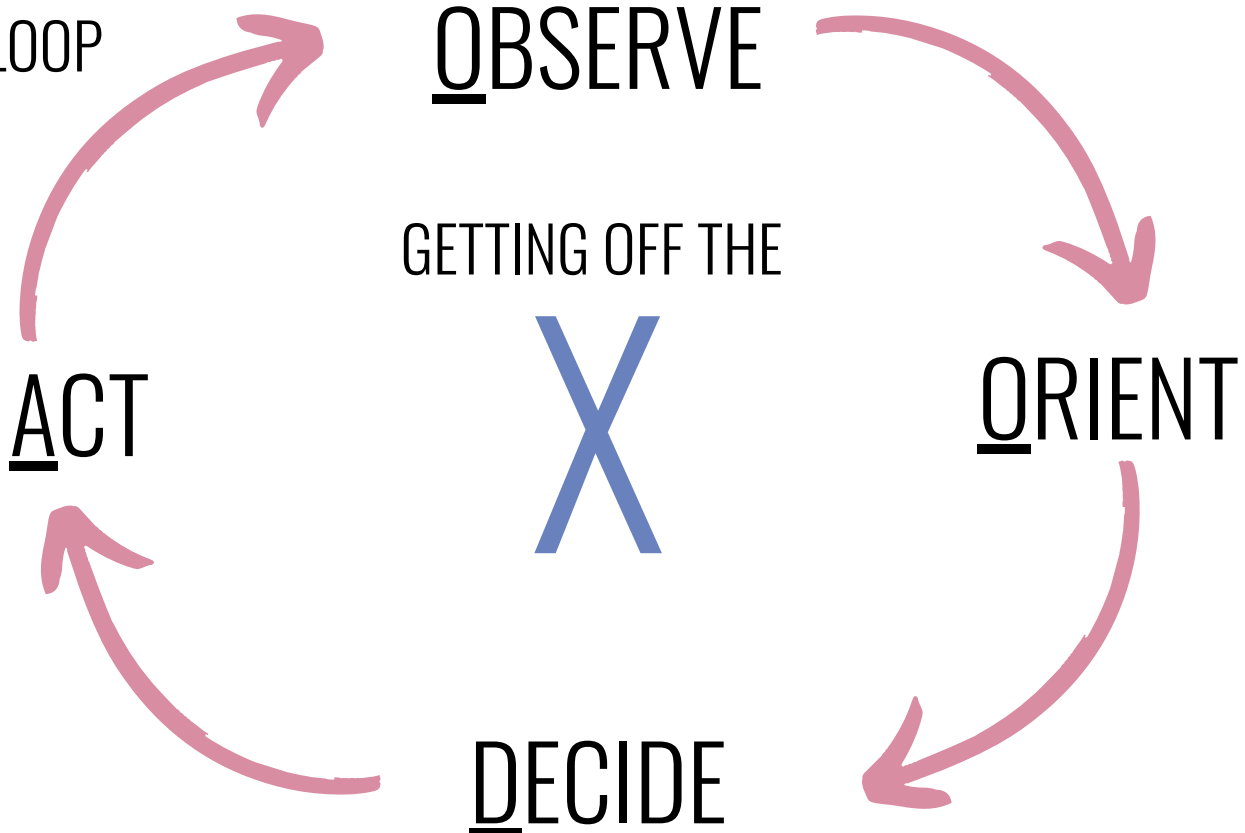 LOOP
OBSERVE
GETTING OFF THE
X
ACT
ORIENT
DECIDE